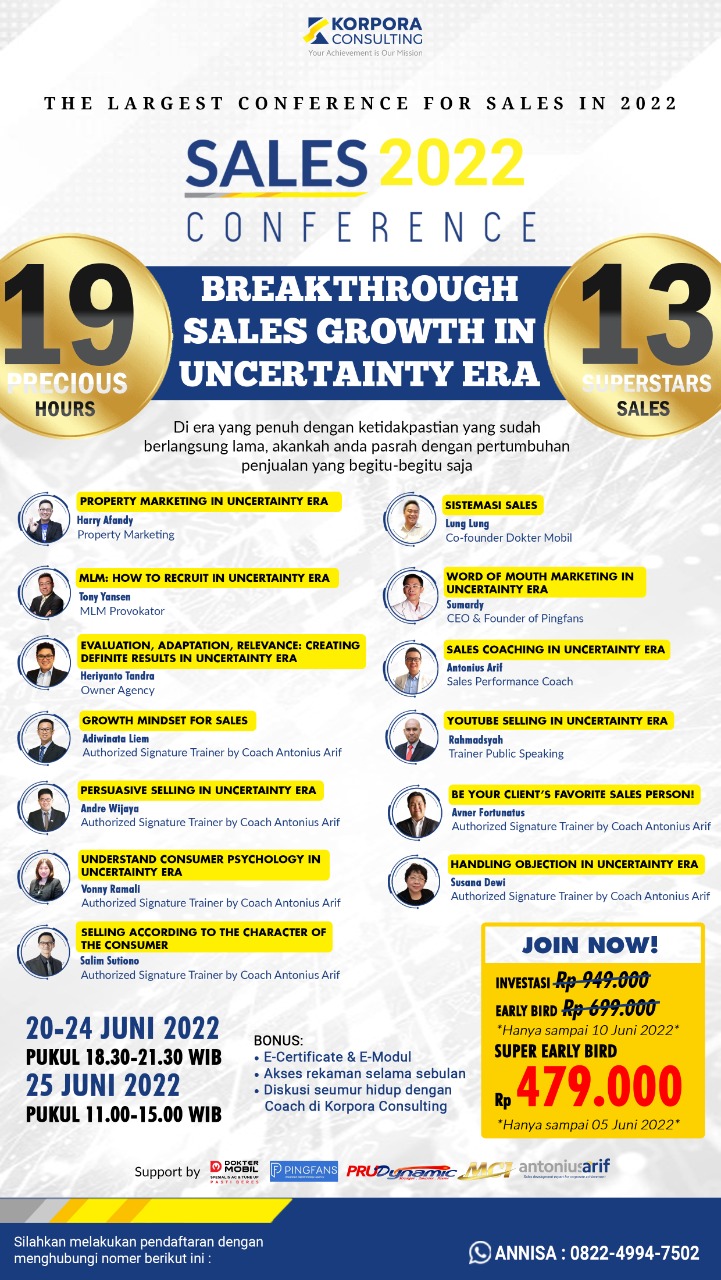 KORPORA
CONSULTING
Your Achievement is Our Mission
THE LARGEST CONFERENCE FOR SALES IN 2022
SALES 2022
CONFERENCE
19
PRECIOUS
HOURS
BREAKTHROUGH
SALES GROWTH IN
UNCERTAINTY ERA
13
SUPERSTARS
SALES
Di era yang penuh dengan ketidakpastian yang sudah
berlangsung lama, akankah anda pasrah dengan pertumbuhan
penjualan yang begitu-begitu saja
PROPERTY MARKETING IN UNCERTAINTY ERA
Harry Afandy
Property Marketing
MLM: HOW TO RECRUIT IN UNCERTAINTY ERA
Tony Yansen
MLM Provokator
EVALUATION, ADAPTATION, RELEVANCE: CREATING
DEFINITE RESULTS IN UNCERTAINTY ERA
Heriyanto Tandra
Owner Agency
GROWTH MINDSET FOR SALES
Adiwinata Liem
Authorized Signature Trainer by Coach Antonius Arif
PERSUASIVE SELLING IN UNCERTAINTY ERA
Andre Wijaya
Authorized Signature Trainer by Coach Antonius Arif
UNDERSTAND CONSUMER PSYCHOLOGY IN
UNCERTAINTY ERA
Vonny Ramali
Authorized Signature Trainer by Coach Antonius Arif
SELLING ACCORDING TO THE CHARACTER OF
THE CONSUMER
Salim Sutiono
Authorized Signature Trainer by Coach Antonius Arif
SISTEMASI SALES
Lung Lung
Co-founder Dokter Mobil
WORD OF MOUTH MARKETING IN
UNCERTAINTY ERA
Sumardy
CEO & Founder of Pingfans
SALES COACHING IN UNCERTAINTY ERA
Antonius Arif
Sales Performance Coach
YOUTUBE SELLING IN UNCERTAINTY ERA
Rahmadsyah
Trainer Public Speaking
BE YOUR CLIENT'S FAVORITE SALES PERSON!
Avner Fortunatus
Authorized Signature Trainer by Coach Antonius Arif
HANDLING OBJECTION IN UNCERTAINTY ERA
Susana Dewi
Authorized Signature Trainer by Coach Antonius Arif
20-24 JUNI 2022
PUKUL 18.30-21.30 WIB
25 JUNI 2022
PUKUL 11.00-15.00 WIB
BONUS:
• E-Certificate & E-Modul
• Akses rekaman selama sebulan
• Diskusi seumur hidup dengan
Coach di Korpora Consulting
JOIN NOW!
INVESTASI Rp 949.000
EARLY BIRD Rp 699.000
*Hanya sampai 10 Juni 2022*
SUPER EARLY BIRD
Rp 479.000
*Hanya sampai 05 Juni 2022*
Support by
DOKTER
MOBIL
SPESIALIS AC & TUNE UP
PASTI BERES
PINGFANS
PRUDynamic
MCI
antoniusarif
Silahkan melakukan pendaftaran dengan
menghubungi nomer berikut ini :
ANNISA : 0822-4994-7502